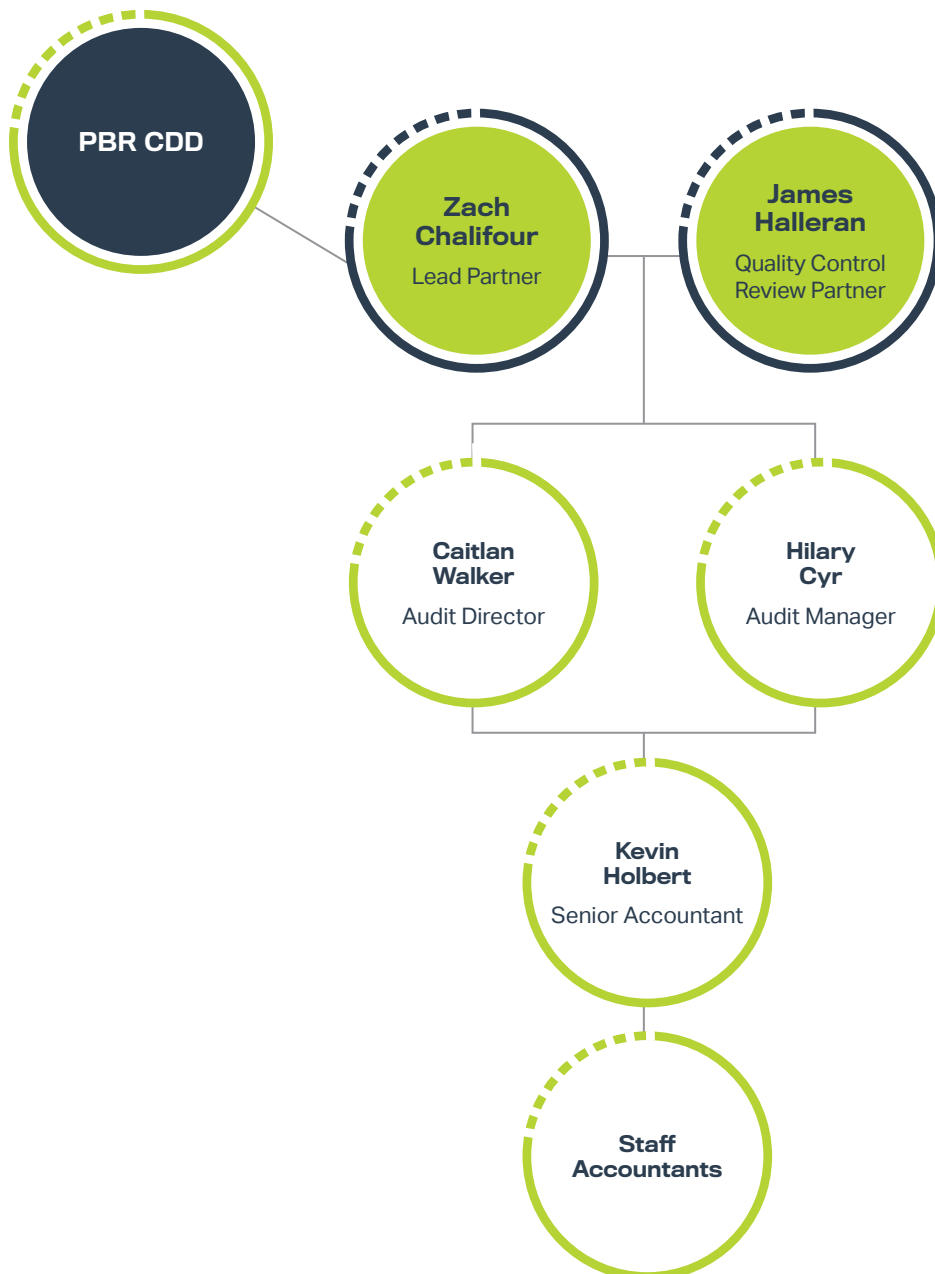 PBR CDD
Zach
Chalifour
Lead Partner
James
Halleran
Quality Control
Review Partner
Caitlan
Walker
Audit Director
Hilary
Cyr
Audit Manager
Kevin
Holbert
Senior Accountant
Staff
Accountants